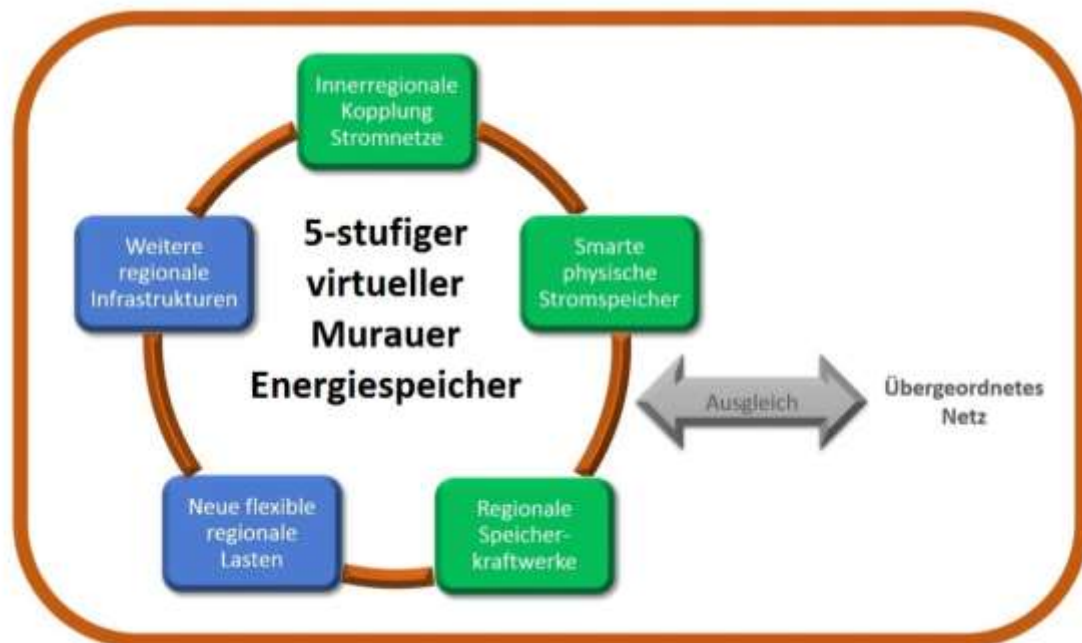 Innerregionale
Kopplung
Stromnetze
Weitere
regionale
Infrastrukturen
5-stufiger
virtueller
Murauer
Energiespeicher
Smarte
physische
Stromspeicher
Ausgleich
Übergeordnetes
Netz
Neue flexible
regionale
Lasten
Regionale
Speicher-
kraftwerke